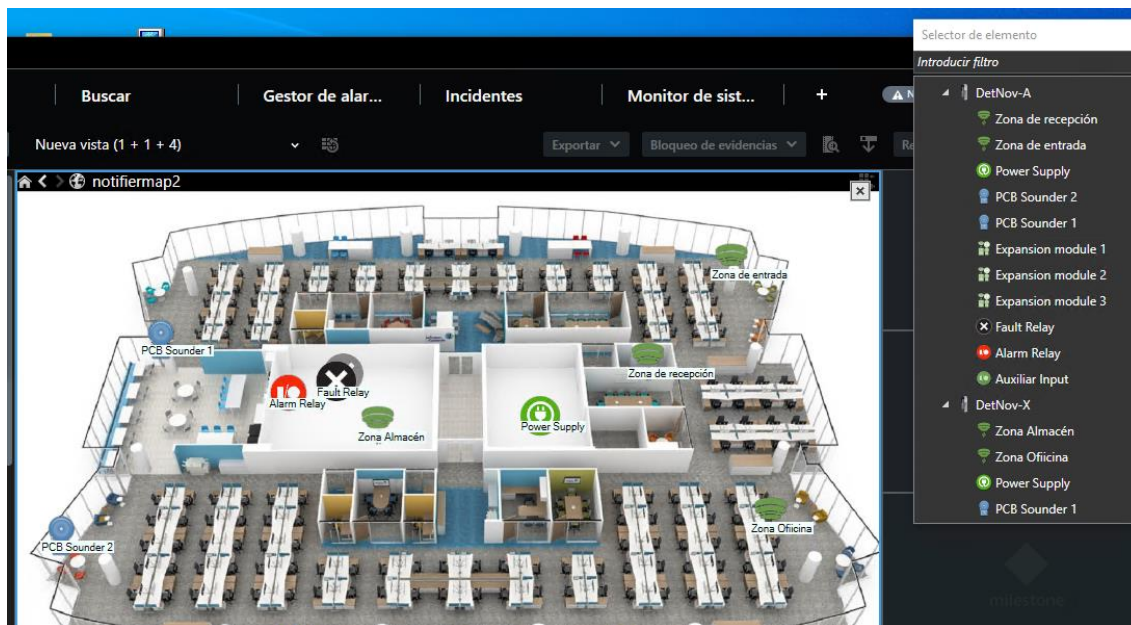 Selector de elemento
Introducir filtro
Buscar
Gestor de alar...
Incidentes
Monitor de sist...
+
N
Nueva vista (1 + 1 + 4)
Exportar
Bloqueo de evidencias
Re
notifiermap2
Zona de entrada
PCB Sounder 1
Zona de recepción
Fault Relay
Alarm Relay
Power Supply
Zona Almacén
Zona Ofiicina
PCB Sounder 2
DetNov-A
Zona de recepción
Zona de entrada
Power Supply
PCB Sounder 2
PCB Sounder 1
Expansion module 1
Expansion module 2
Expansion module 3
Fault Relay
Alarm Relay
Auxiliar Input
DetNov-X
Zona Almacén
Zona Ofiicina
Power Supply
PCB Sounder 1
milestone